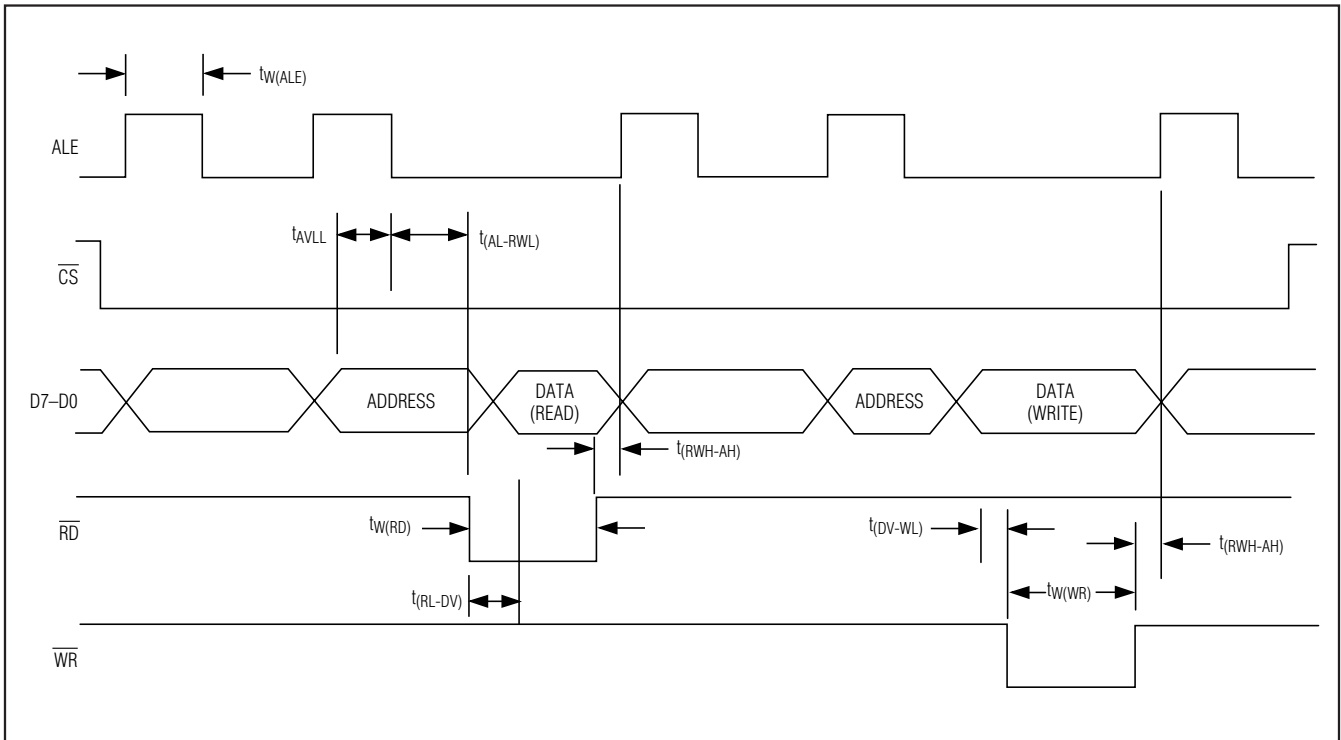 tW(ALE)
ALE
tAVLL
t(AL-RWL)
CS
D7–D0
ADDRESS
DATA
(READ)
ADDRESS
DATA
(WRITE)
t(RWH-AH)
tW(RD)
t(DV-WL)
t(RWH-AH)
RD
tW(WR)
t(RL-DV)
WR